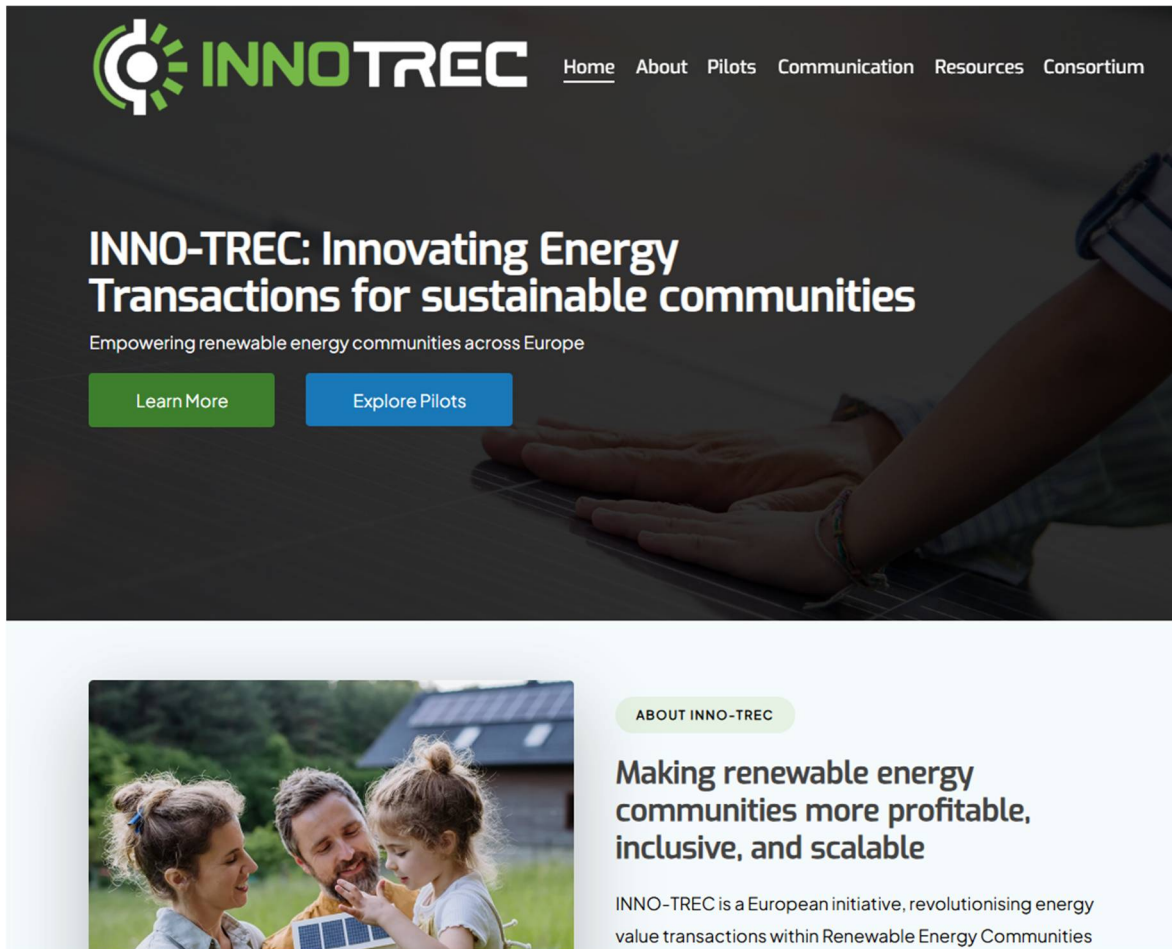 INNOTREC
Home About Pilots Communication Resources Consortium
INNO-TREC: Innovating Energy
Transactions for sustainable communities
Empowering renewable energy communities across Europe
Learn More Explore Pilots
ABOUT INNO-TREC
Making renewable energy
communities more profitable,
inclusive, and scalable
INNO-TREC is a European initiative, revolutionising energy
value transactions within Renewable Energy Communities